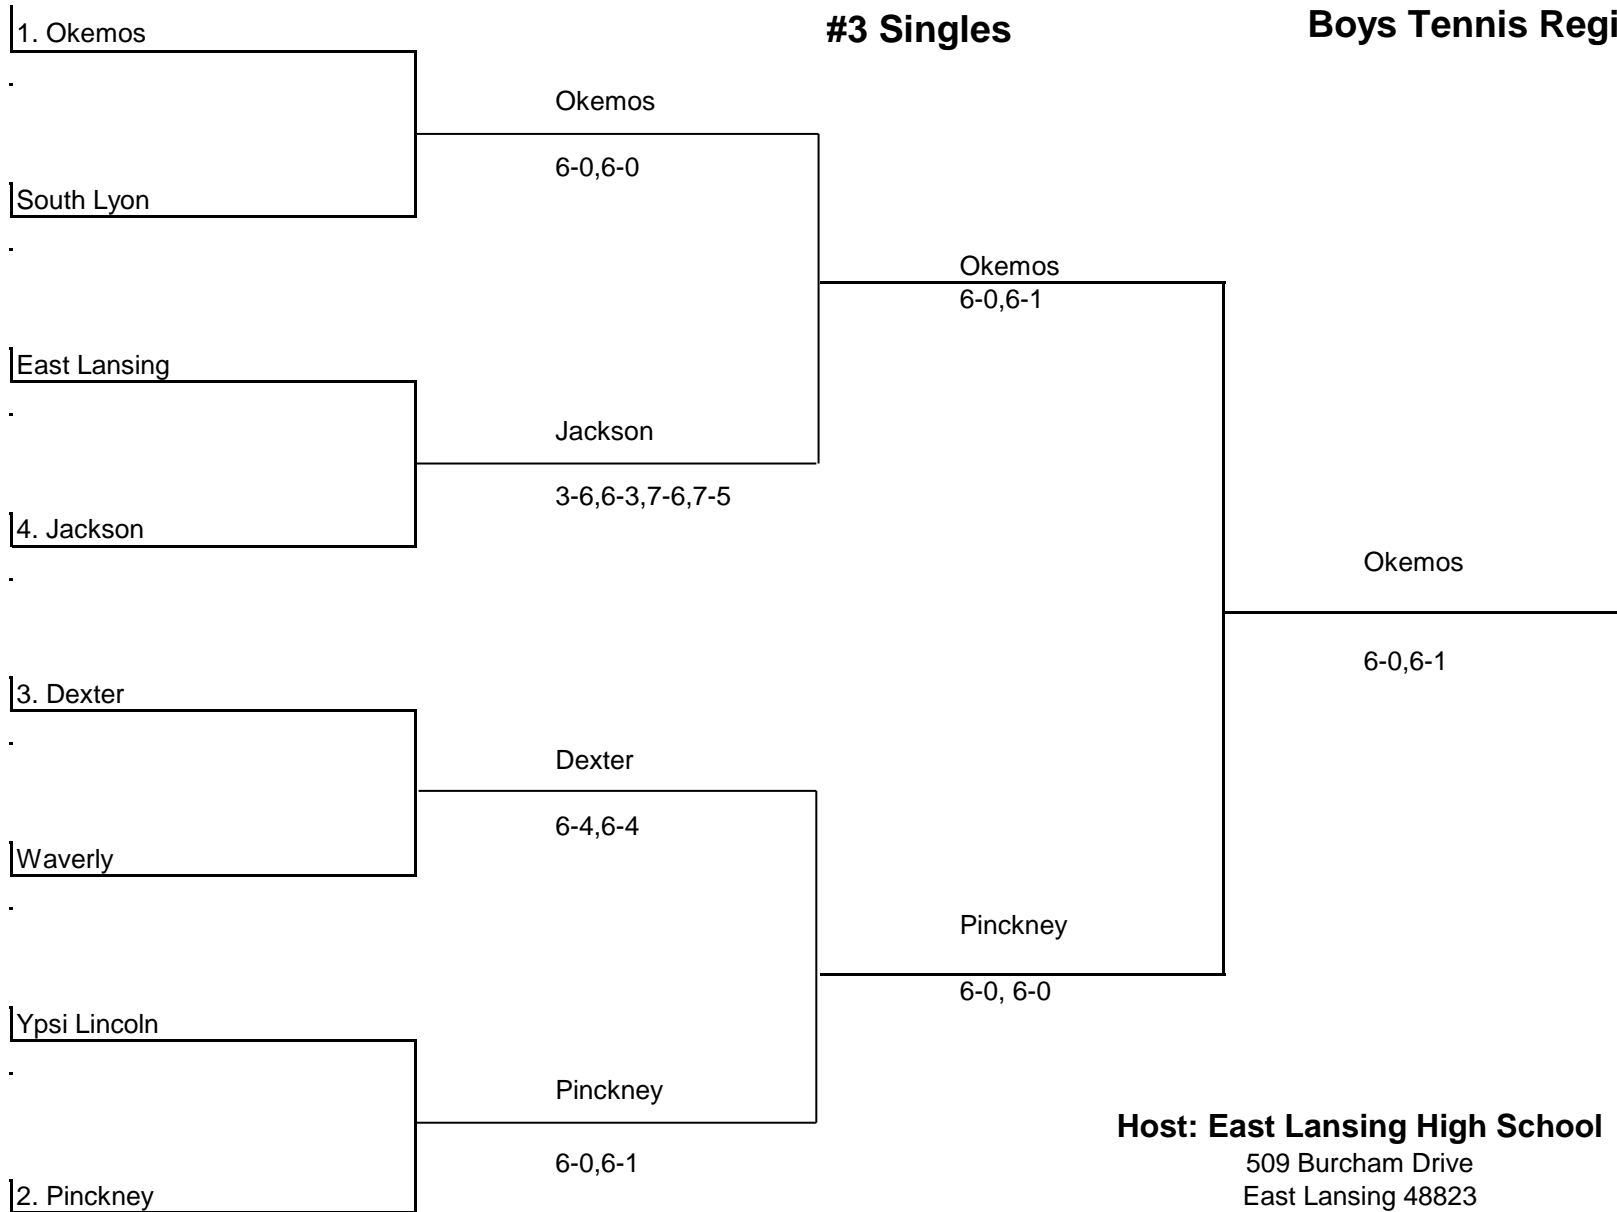 #3 Singles
Boys Tennis Regi
1. Okemos
South Lyon
East Lansing
4. Jackson
3. Dexter
Waverly
Ypsi Lincoln
2. Pinckney
Okemos
6-0,6-0
Jackson
3-6,6-3,7-6,7-5
Dexter
6-4,6-4
Pinckney
6-0,6-1
Okemos
6-0,6-1
Pinckney
6-0, 6-0
Okemos
6-0,6-1
Host: East Lansing High School
509 Burcham Drive
East Lansing 48823